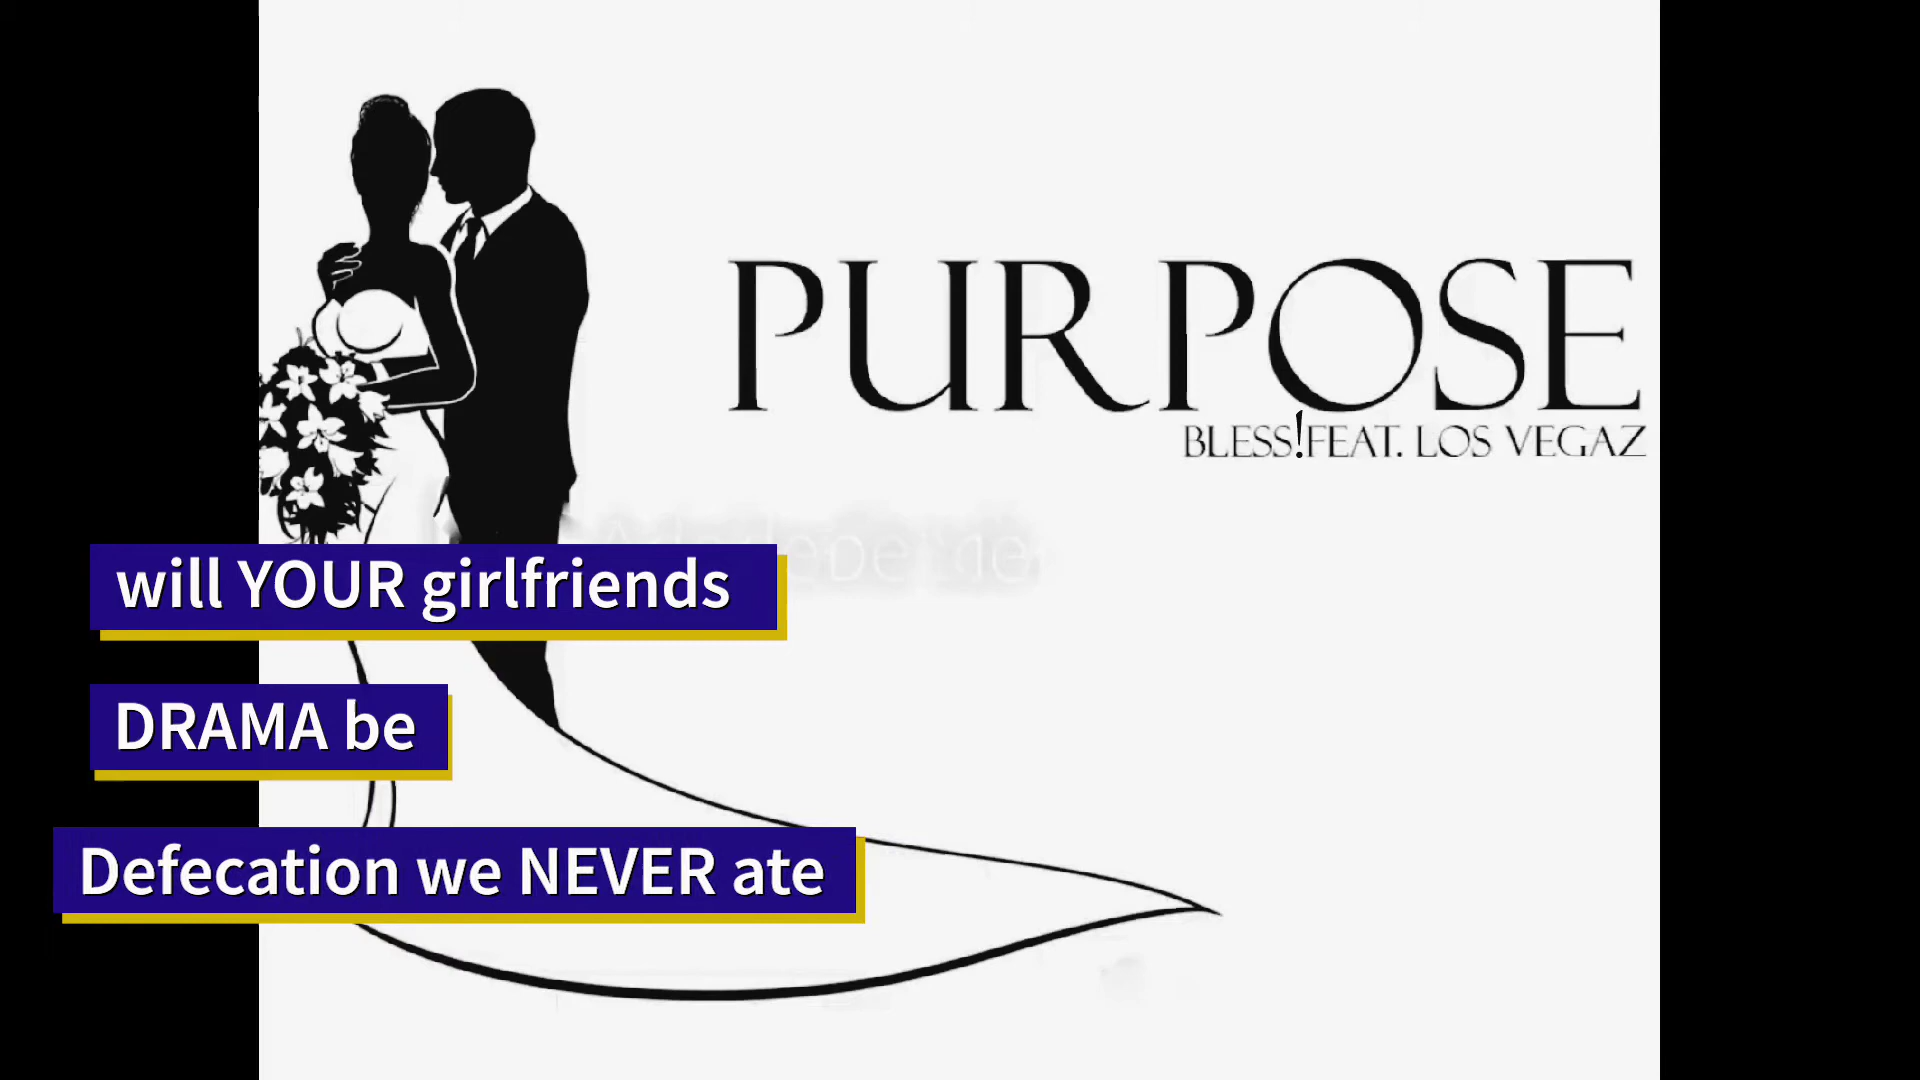 PURPOSE
BLESS!FEAT. LOS VEGAZ
will YOUR girlfriends
DRAMA be
Defecation we NEVER ate